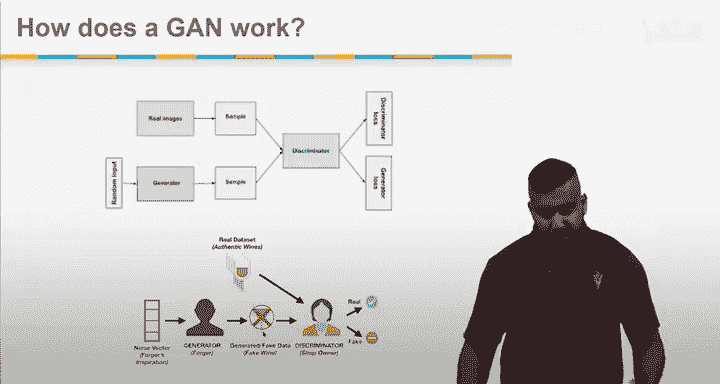 How does a GAN work?
Real images
Sample
Discriminator
loss
Discriminator
Random Input
Generator
Sample
Generator
loss
Real Dataset
(Authentic Wines)
Real
Fake
Noise Vector
(Forger's
Inspiration)
GENERATOR
(Forger)
Generated Fake Data
(Fake Wine)
DISCRIMINATOR
(Shop Owner)